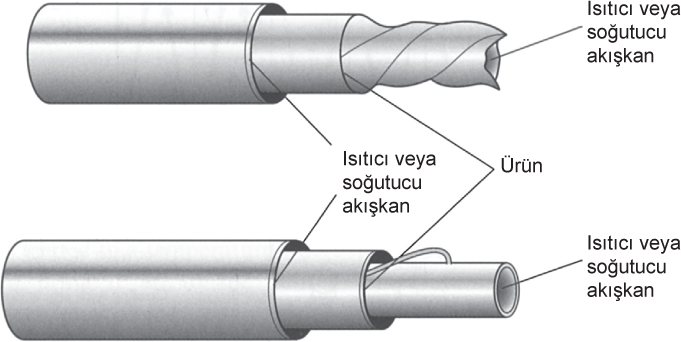 Isıtıcı veya
soğutucu
akışkan
Isıtıcı veya
soğutucu
akışkan
Ürün
Isıtıcı veya
soğutucu
akışkan